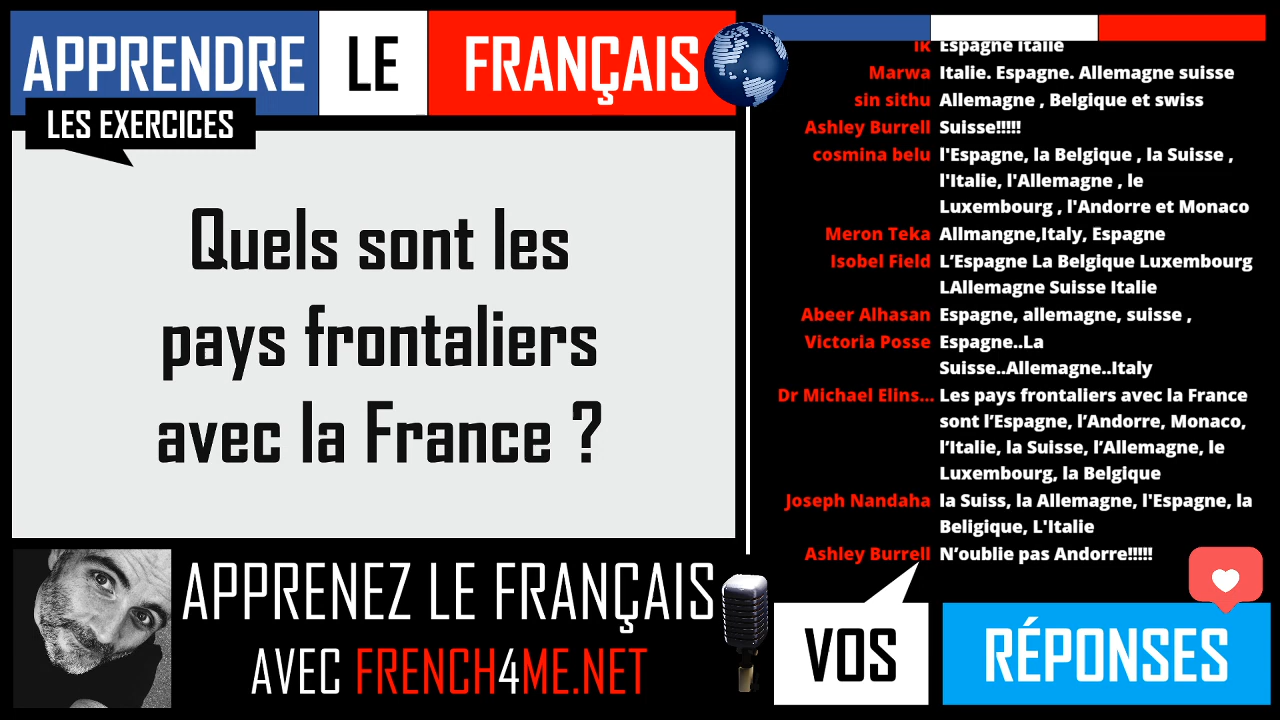 APPRENDRE LE FRANÇAIS
LES EXERCICES
Quels sont les
pays frontaliers
avec la France ?
APPRENEZ LE FRANÇAIS
AVEC FRENCH4ME.NET
Espagne Italie
Marwa Italie. Espagne. Allemagne suisse
sin sithu Allemagne , Belgique et swiss
Ashley Burrell Suisse!!!!!
cosmina belu l'Espagne, la Belgique , la Suisse ,
l'Italie, l'Allemagne , le
Luxembourg , l'Andorre et Monaco
Meron Teka Allmangne,Italy, Espagne
Isobel Field L’Espagne La Belgique Luxembourg
LAllemagne Suisse Italie
Abeer Alhasan Espagne, allemagne, suisse ,
Victoria Posse Espagne..La
Suisse..Allemagne..Italy
Dr Michael Elins... Les pays frontaliers avec la France
sont l’Espagne, l’Andorre, Monaco,
l’Italie, la Suisse, l’Allemagne, le
Luxembourg, la Belgique
Joseph Nandaha la Suiss, la Allemagne, l'Espagne, la
Beligique, L'Italie
Ashley Burrell N’oublie pas Andorre!!!!!
VOS RÉPONSES